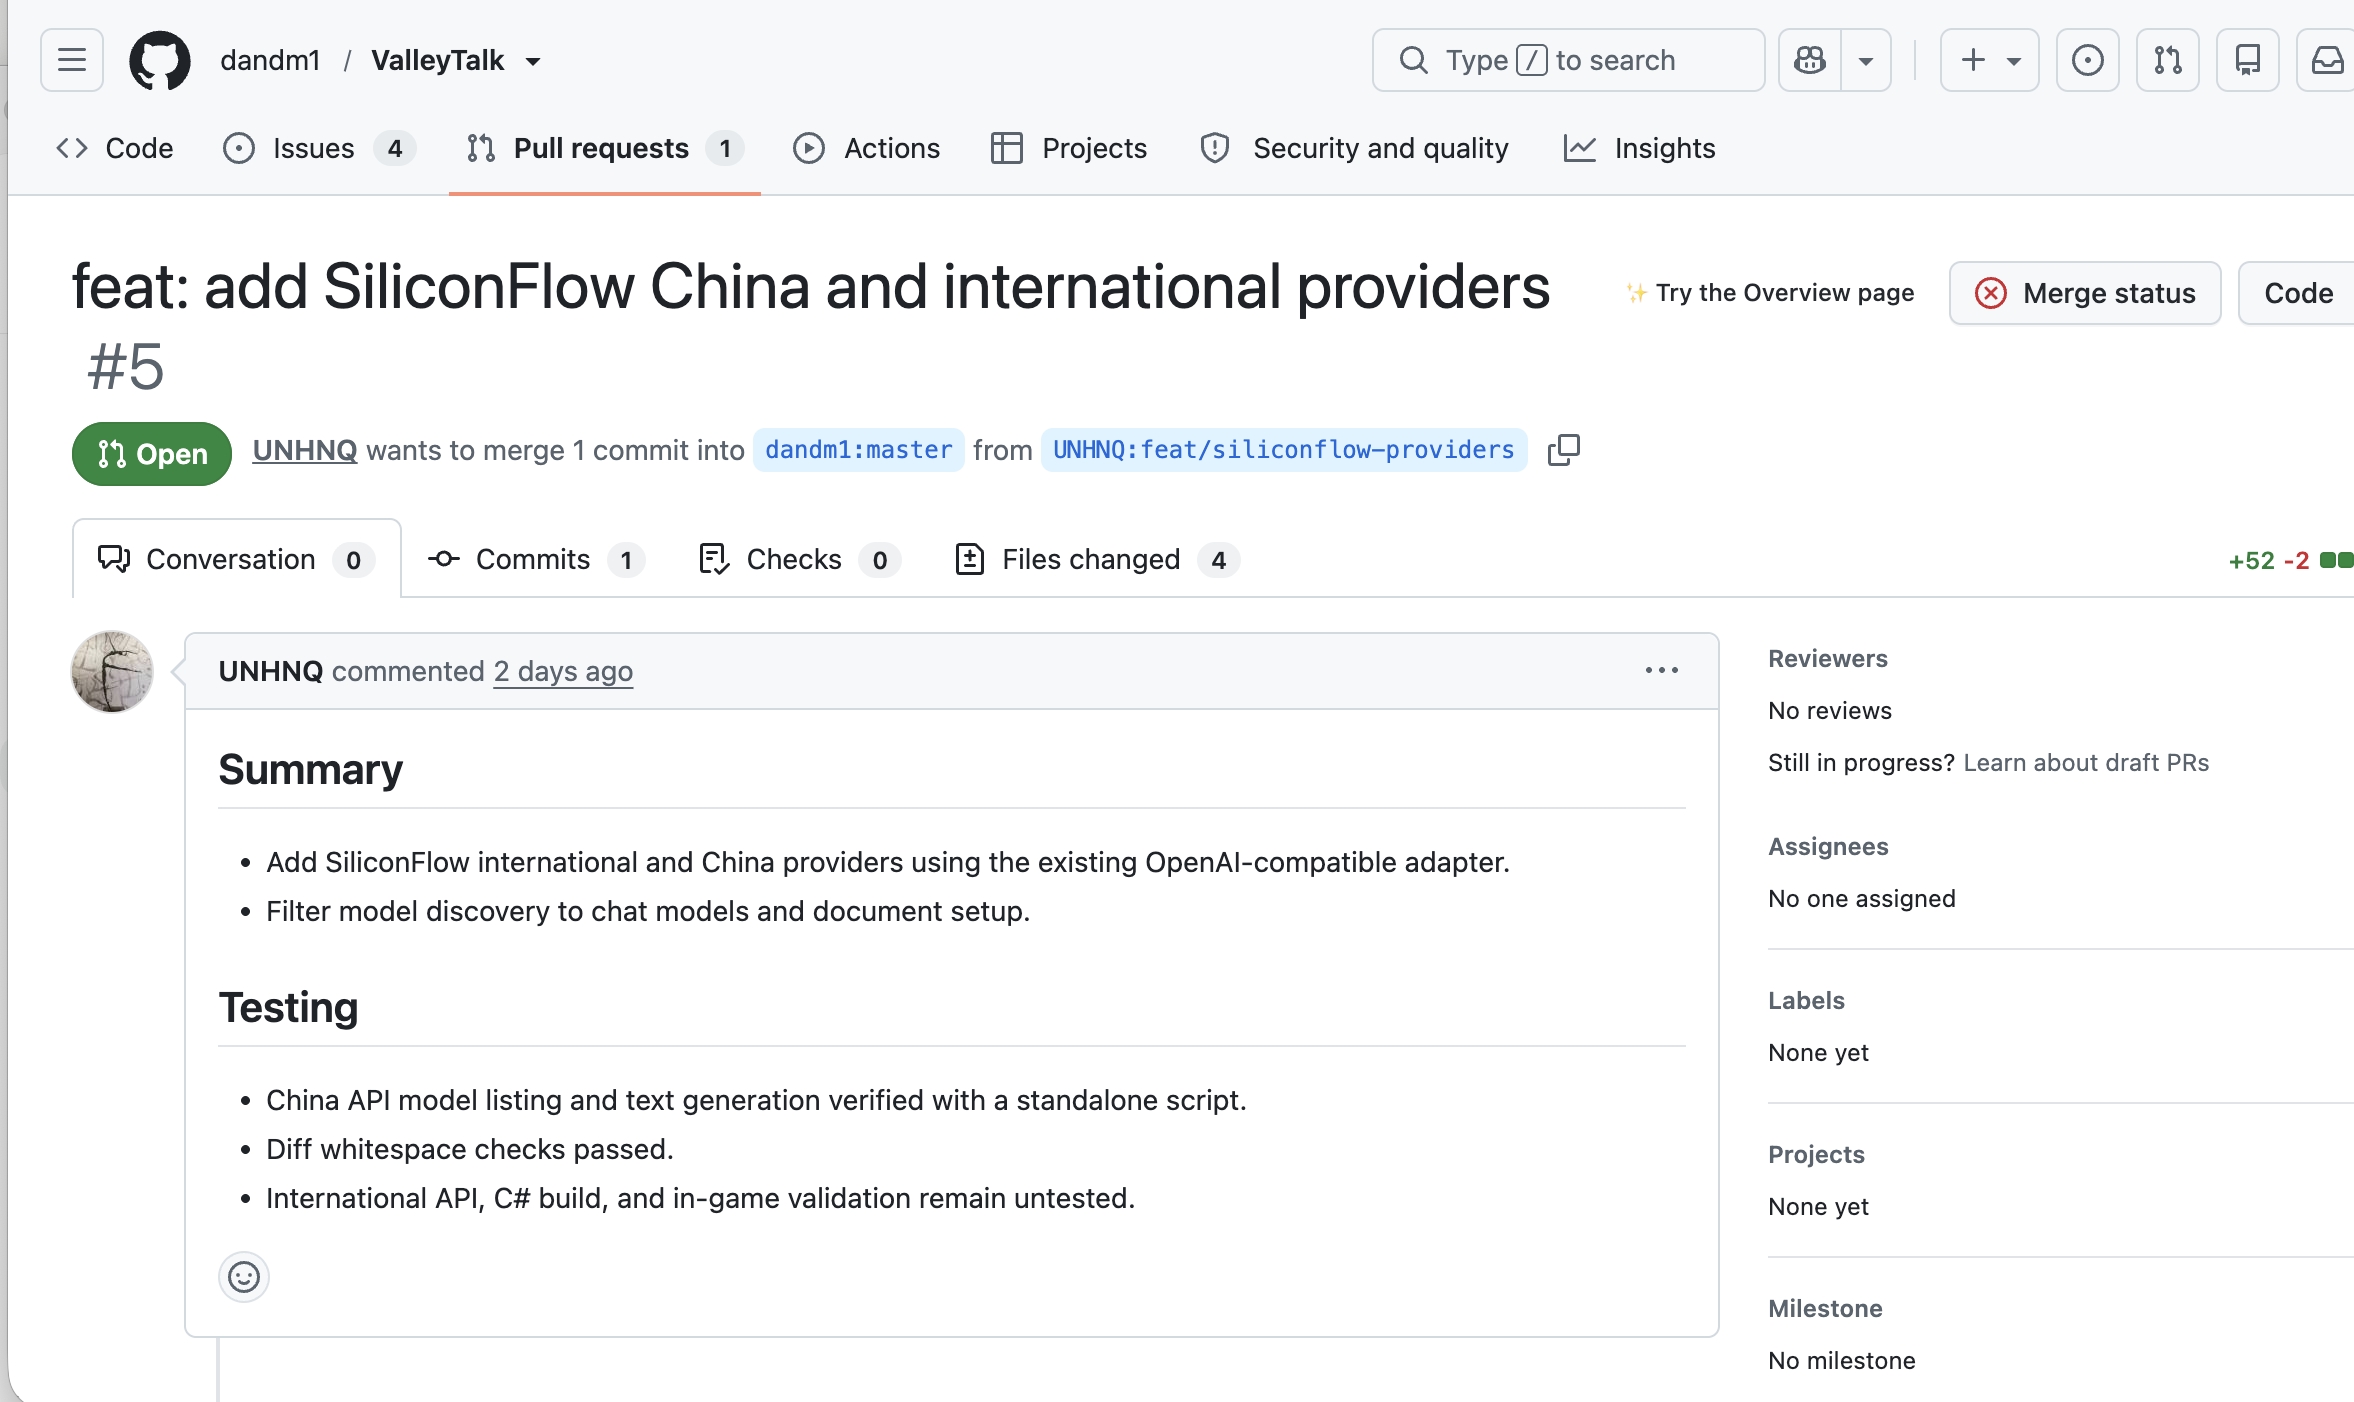 dandm1 / ValleyTalk
Type / to search
Code
Issues 4
Pull requests 1
Actions
Projects
Security and quality
Insights
feat: add SiliconFlow China and international providers
#5
✨ Try the Overview page
Merge status
Code
Open
UNHNQ wants to merge 1 commit into dandm1:master from UNHNQ:feat/siliconflow-providers
Conversation 0
Commits 1
Checks 0
Files changed 4
+52 -2
UNHNQ commented 2 days ago
Summary
• Add SiliconFlow international and China providers using the existing OpenAI-compatible adapter.
• Filter model discovery to chat models and document setup.
Testing
• China API model listing and text generation verified with a standalone script.
• Diff whitespace checks passed.
• International API, C# build, and in-game validation remain untested.
Reviewers
No reviews
Still in progress? Learn about draft PRs
Assignees
No one assigned
Labels
None yet
Projects
None yet
Milestone
No milestone